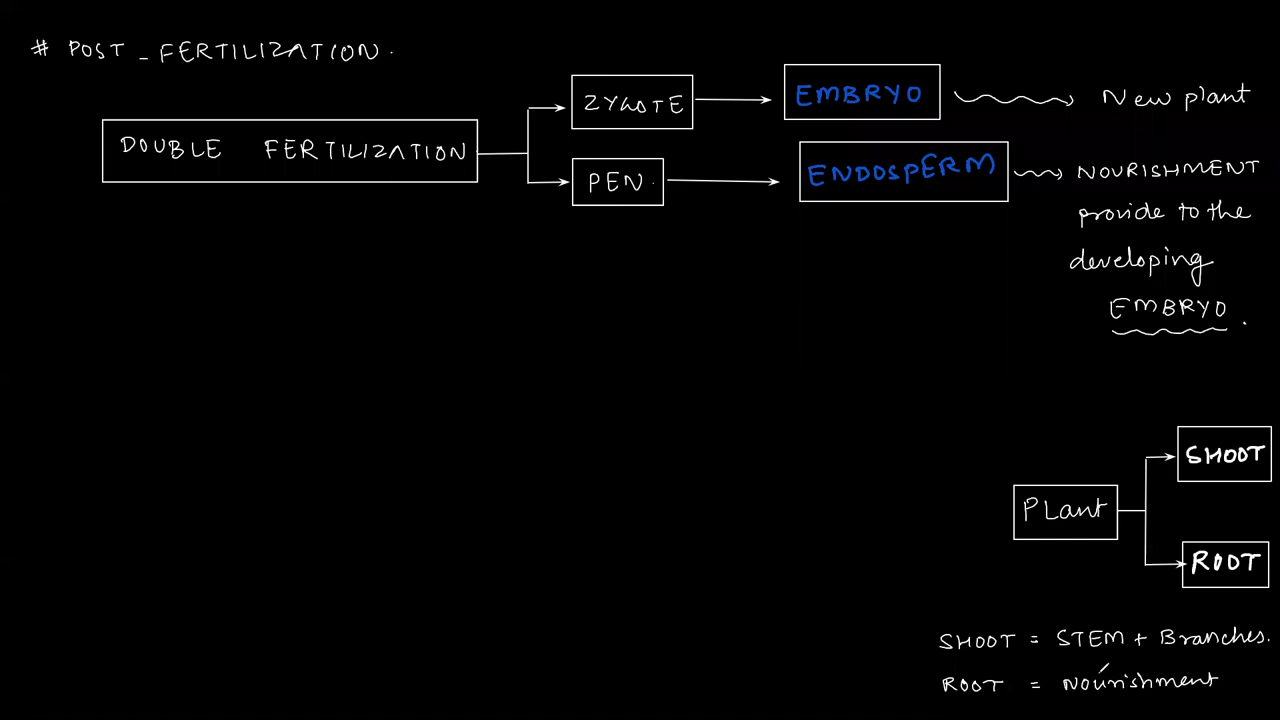 # POST_FERTILIZATION.
DOUBLE FERTILIZATION
ZYGOTE
EMBRYO
New plant
PEN.
ENDOSPERM
NOURISHMENT
provide to the
developing
EMBRYO.
Plant
SHOOT
ROOT
SHOOT = STEM + Branches.
ROOT = Nourishment